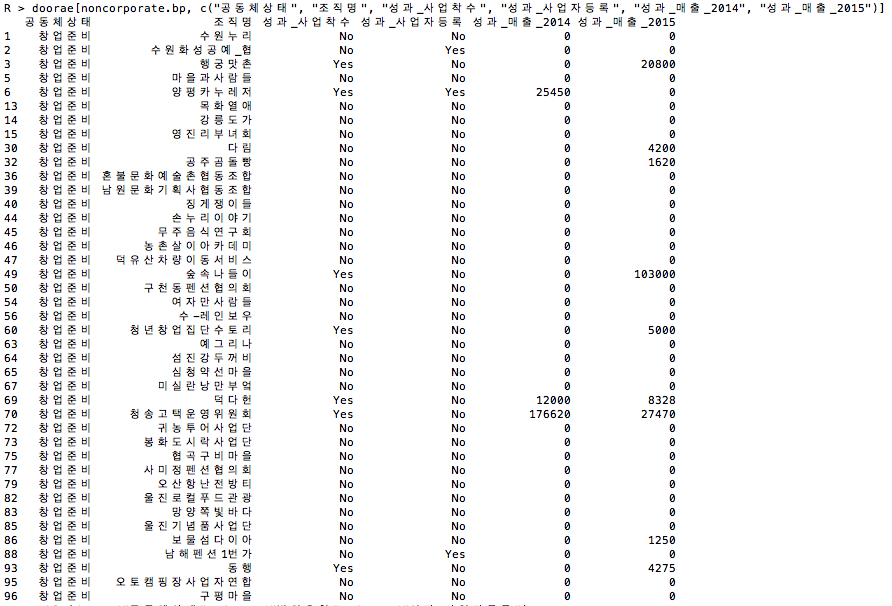 R > doorae[noncorporate.bp, c("공동체상태", "조직명", "성과_사업착수", "성과_사업자등록", "성과_매출_2014", "성과_매출_2015")]
공동체상태 조직명 성과_사업착수 성과_사업자등록 성과_매출_2014 성과_매출_2015
1 창업준비 수원누리 No No 0 0
2 창업준비 수원화성공예_협 No Yes 0 0
3 창업준비 행궁맛촌 Yes No 0 20800
5 창업준비 마을과사람들 No No 0 0
6 창업준비 양평카누레저 Yes Yes 25450 0
13 창업준비 목화열애 No No 0 0
14 창업준비 강릉도가 No No 0 0
15 창업준비 영진리부녀회 No No 0 0
30 창업준비 다림 No No 0 4200
32 창업준비 공주곰돌빵 No No 0 1620
36 창업준비 혼불문화예술촌협동조합 No No 0 0
39 창업준비 남원문화기획사협동조합 No No 0 0
40 창업준비 징게쟁이들 No No 0 0
44 창업준비 손누리이야기 No No 0 0
45 창업준비 무주음식연구회 No No 0 0
46 창업준비 농촌살이아카데미 No No 0 0
47 창업준비 덕유산차량이동서비스 No No 0 0
49 창업준비 숲속나들이 Yes No 0 103000
50 창업준비 구천동펜션협의회 No No 0 0
54 창업준비 여자만사람들 No No 0 0
56 창업준비 수-레인보우 No No 0 0
60 창업준비 청년창업집단수토리 Yes No 0 5000
63 창업준비 예그리나 No No 0 0
64 창업준비 섬진강두꺼비 No No 0 0
65 창업준비 심청약선마을 No No 0 0
67 창업준비 미실란낭만부엌 No No 0 0
69 창업준비 덕다헌 Yes No 12000 8328
70 창업준비 청송고택운영위원회 Yes No 176620 27470
72 창업준비 귀농투어사업단 No No 0 0
73 창업준비 봉화도시락사업단 No No 0 0
75 창업준비 협곡구비마을 No No 0 0
77 창업준비 사미정펜션협의회 No No 0 0
79 창업준비 오산항난전방티 No No 0 0
82 창업준비 울진로컬푸드관광 No No 0 0
83 창업준비 망양쪽빛바다 No No 0 0
85 창업준비 울진기념품사업단 No No 0 0
86 창업준비 보물섬다이아 No No 0 1250
88 창업준비 남해펜션1번가 No Yes 0 0
93 창업준비 동행 Yes No 0 4275
95 창업준비 오토캠핑장사업자연합 No No 0 0
96 창업준비 구평마을 No No 0 0